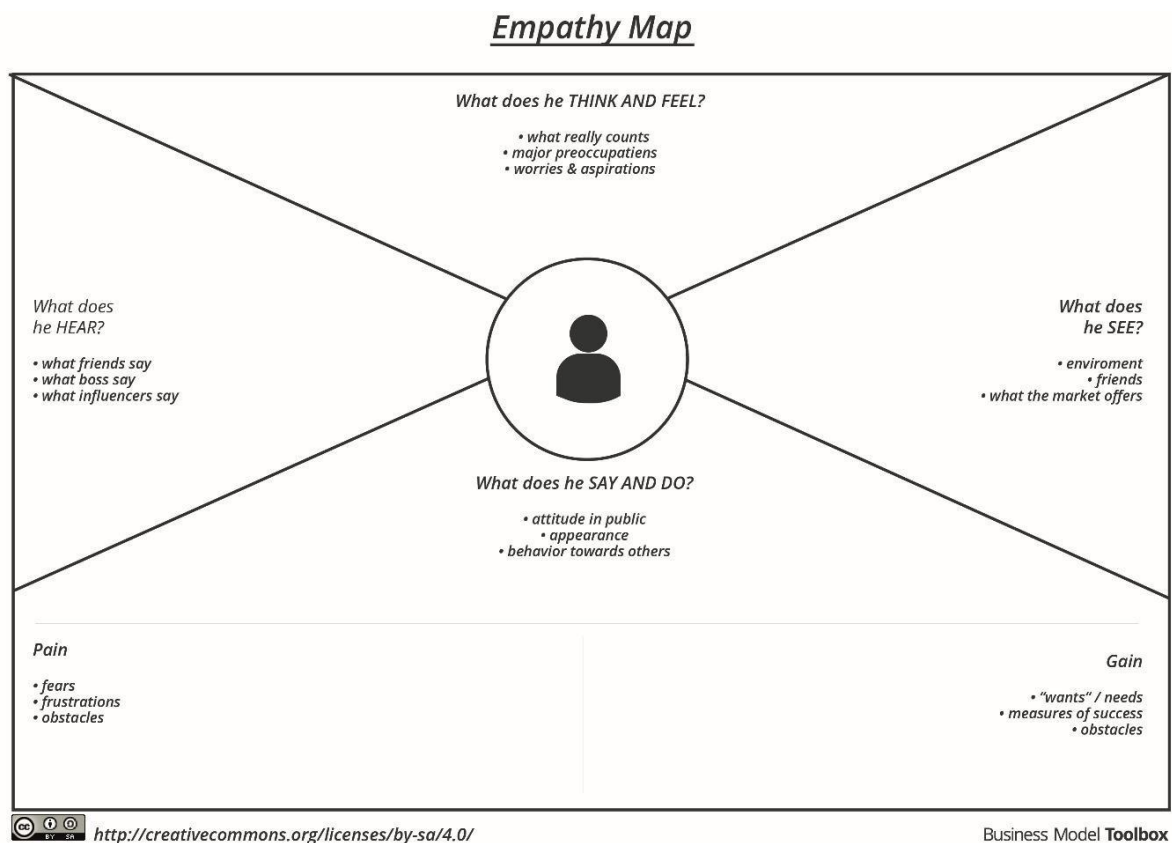 Empathy Map
What does he THINK AND FEEL?
• what really counts
• major preoccupatiens
• worries & aspirations
What does
he HEAR?
• what friends say
• what boss say
• what influencers say
What does
he SEE?
• enviroment
• friends
• what the market offers
What does he SAY AND DO?
• attitude in public
• appearance
• behavior towards others
Pain
• fears
• frustrations
• obstacles
Gain
• “wants“ / needs
• measures of success
• obstacles
cc BY SA http://creativecommons.org/licenses/by-sa/4.0/
Business Model Toolbox